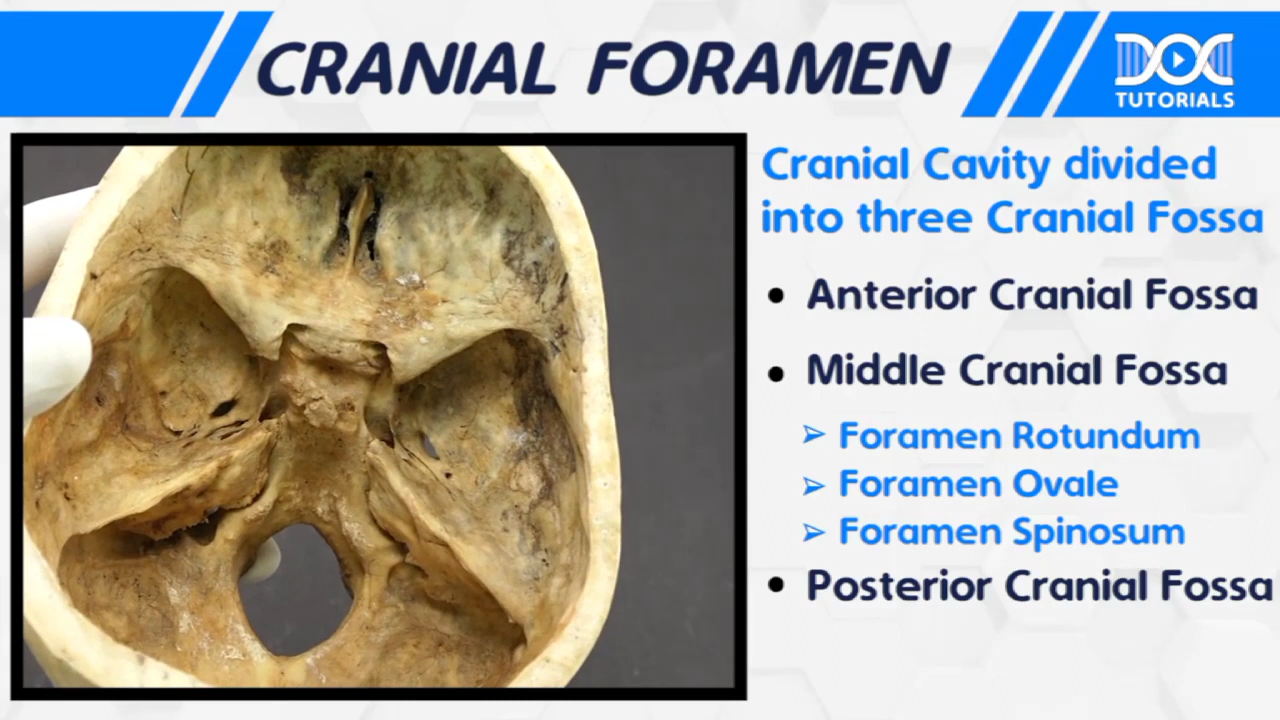 CRANIAL FORAMEN
DOC
TUTORIALS
Cranial Cavity divided
into three Cranial Fossa
• Anterior Cranial Fossa
• Middle Cranial Fossa
➢ Foramen Rotundum
➢ Foramen Ovale
➢ Foramen Spinosum
• Posterior Cranial Fossa